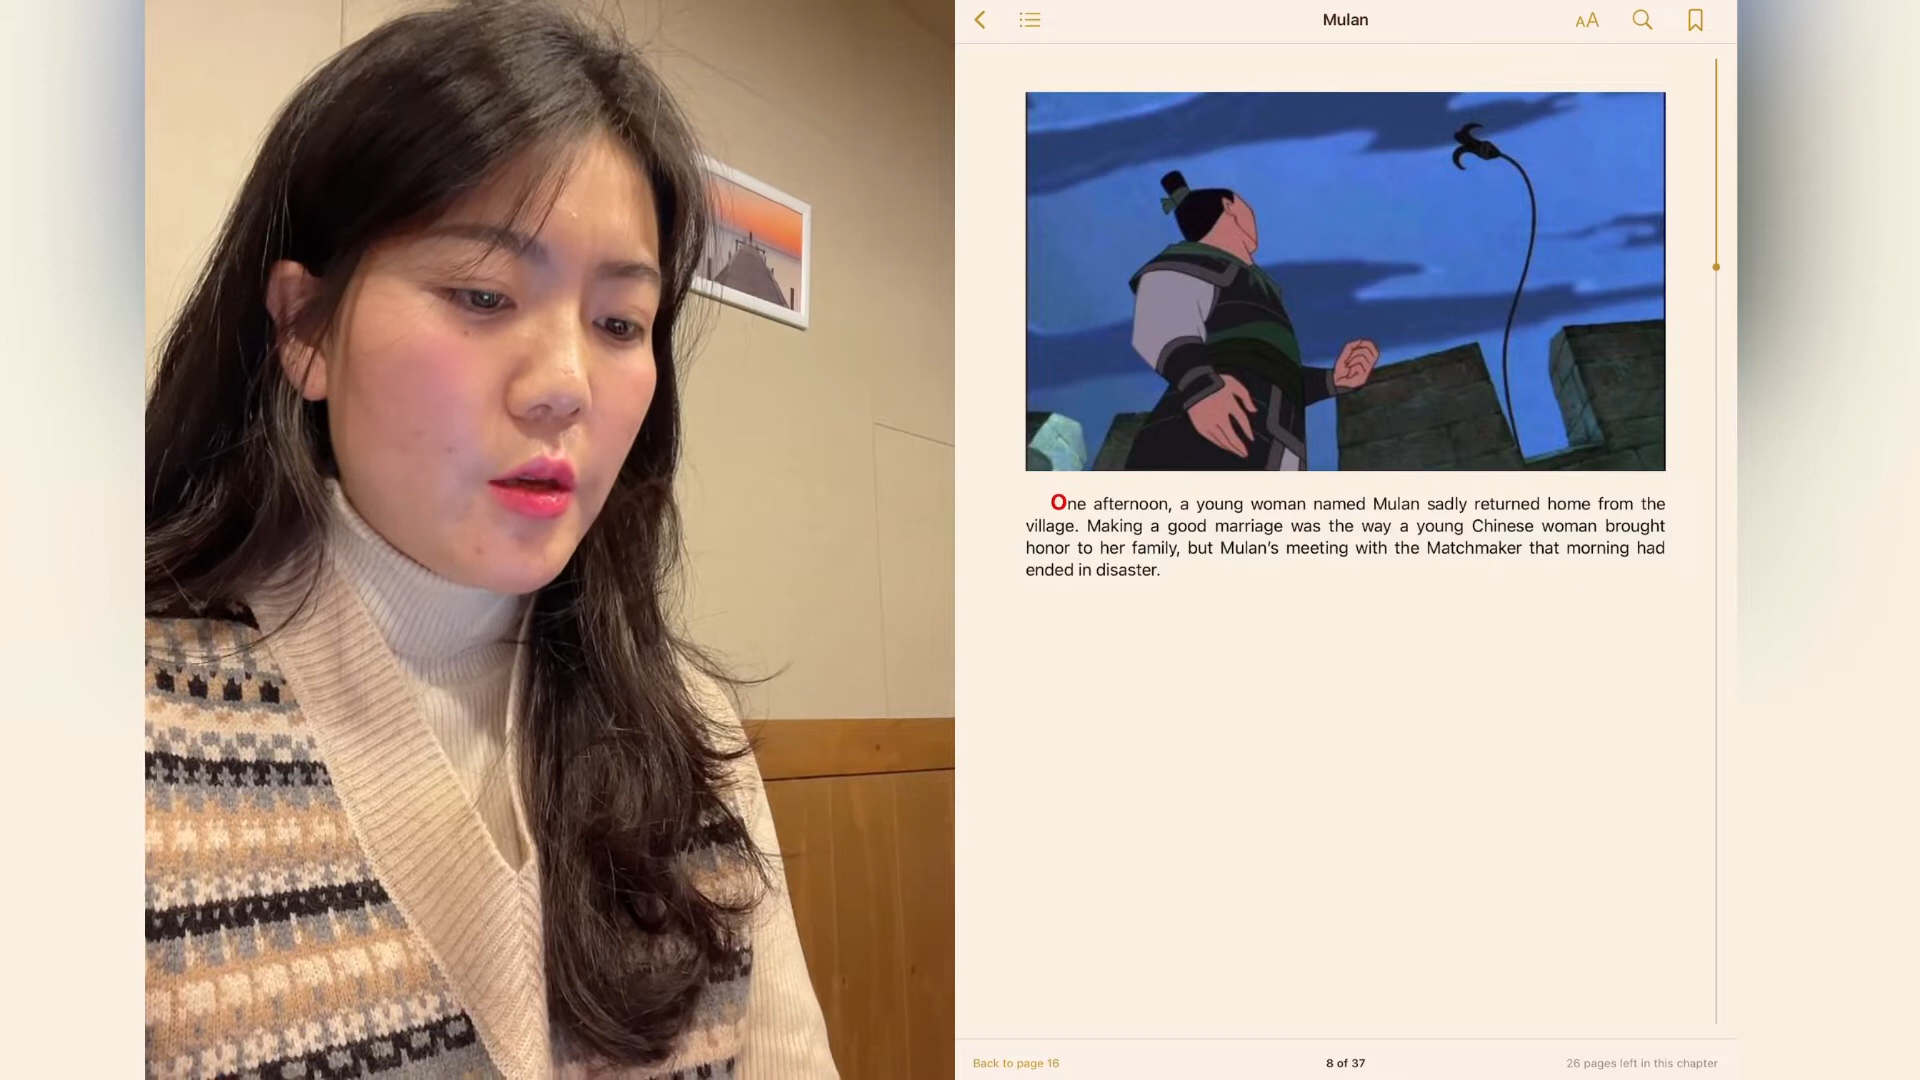 Mulan
AA
One afternoon, a young woman named Mulan sadly returned home from the
village. Making a good marriage was the way a young Chinese woman brought
honor to her family, but Mulan’s meeting with the Matchmaker that morning had
ended in disaster.
Back to page 16
8 of 37
26 pages left in this chapter